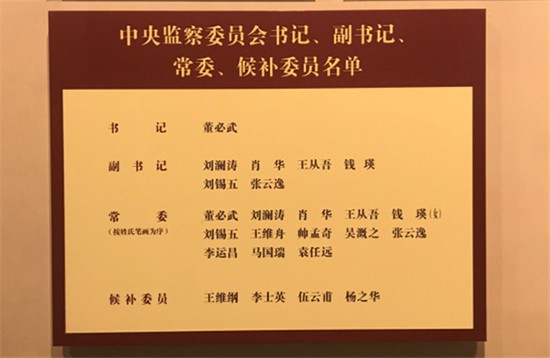 中央监察委员会书记、副书记、
常委、候补委员名单
书 记 董必武
副 书 记 刘澜涛 肖 华 王从吾 钱 瑛
刘锡五 张云逸
常 委 董必武 刘澜涛 肖 华 王从吾 钱 瑛(女)
(按姓氏笔画为序) 刘锡五 王维舟 帅孟奇 吴溉之 张云逸
李运昌 马国瑞 袁任远
候补委员 王维纲 李士英 伍云甫 杨之华